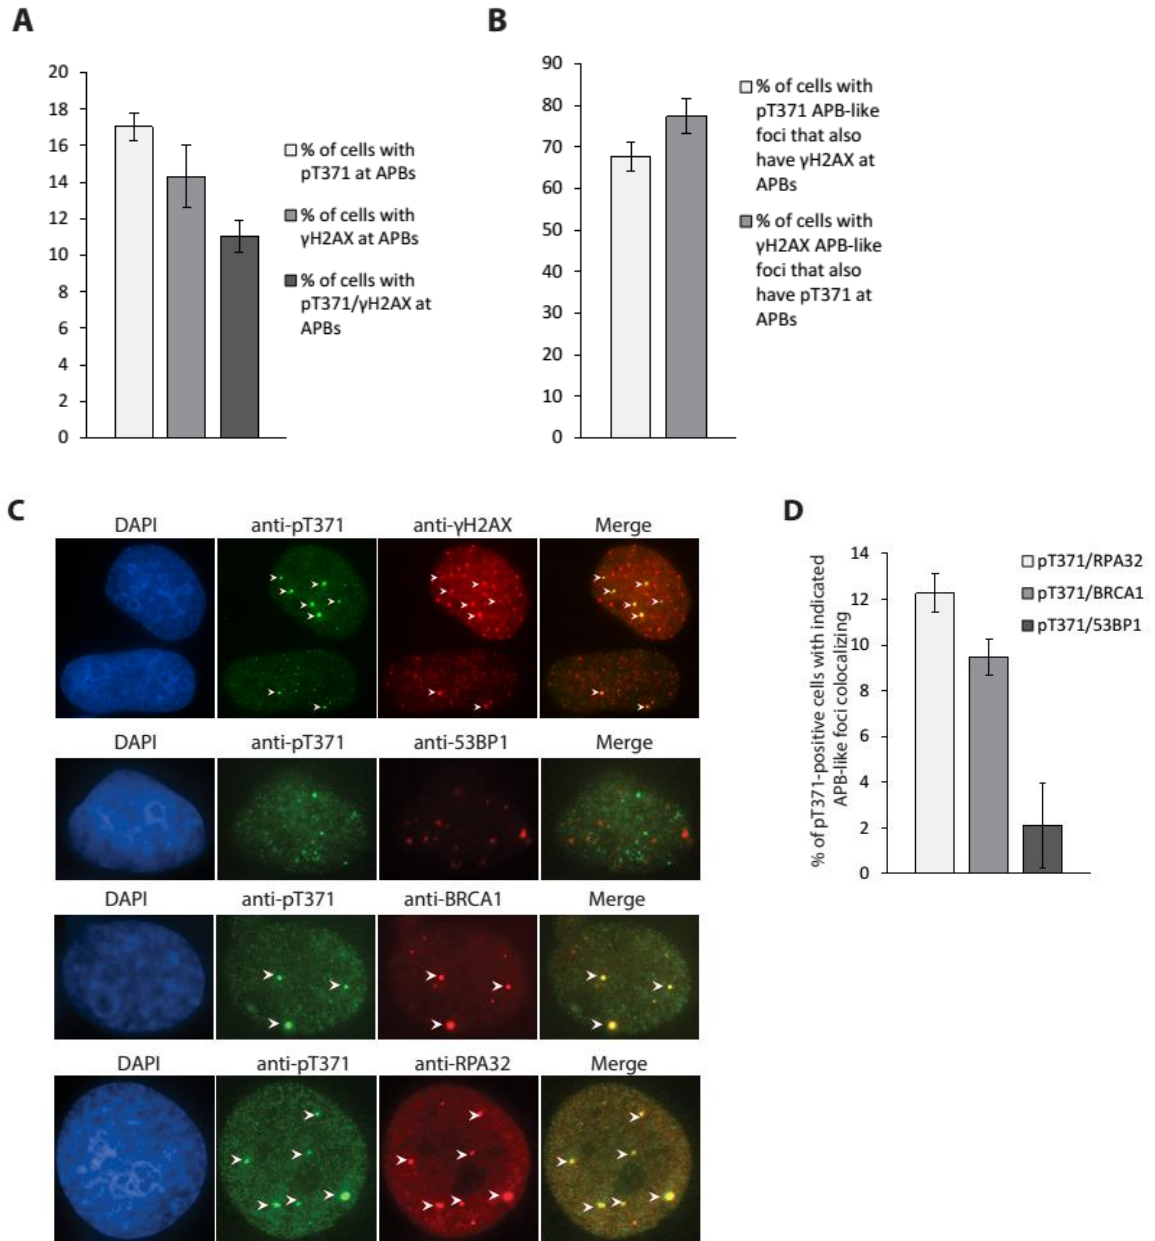 A
20
18
16
14
12
10
8
6
4
2
0
% of cells with
pT371 at APBs
% of cells with
γH2AX at APBs
% of cells with
pT371/γH2AX at
APBs
B
90
80
70
60
50
40
30
20
10
0
% of cells with
pT371 APB-like
foci that also
have γH2AX at
APBs
% of cells with
γH2AX APB-like
foci that also
have pT371 at
APBs
C
DAPI anti-pT371 anti-γH2AX Merge
DAPI anti-pT371 anti-53BP1 Merge
DAPI anti-pT371 anti-BRCA1 Merge
DAPI anti-pT371 anti-RPA32 Merge
D
% of pT371-positive cells with indicated
APB-like foci colocalizing
14
12
10
8
6
4
2
0
pT371/RPA32
pT371/BRCA1
pT371/53BP1